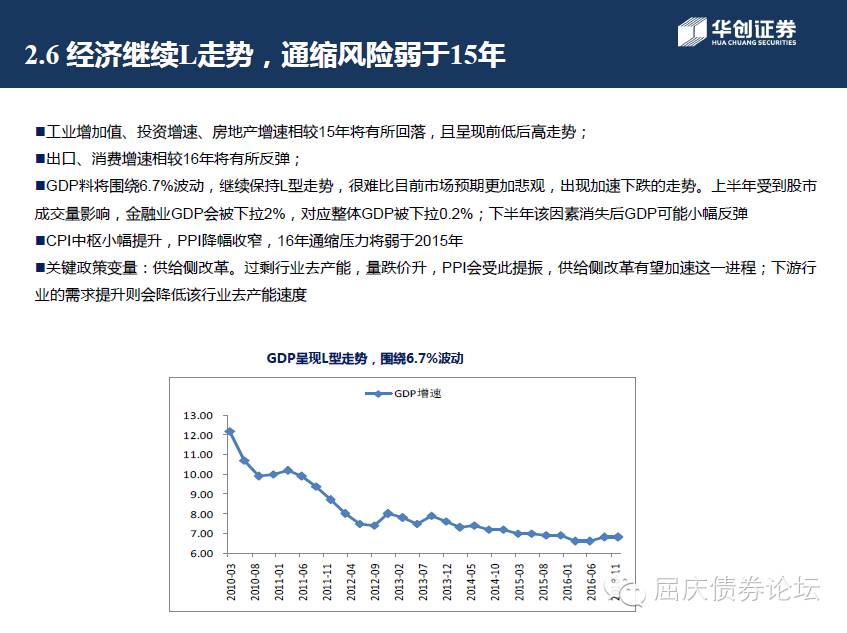 2.6 经济继续L走势，通缩风险弱于15年
华创证券
HUA CHUANG SECURITIES
■工业增加值、投资增速、房地产增速相较15年将有所回落，且呈现前低后高走势；
■出口、消费增速相较16年将有所反弹；
■GDP料将围绕6.7%波动，继续保持L型走势，很难比目前市场预期更加悲观，出现加速下跌的走势。上半年受到股市
成交量影响，金融业GDP会被下拉2%，对应整体GDP被下拉0.2%；下半年该因素消失后GDP可能小幅反弹
■CPI中枢小幅提升，PPI降幅收窄，16年通缩压力将弱于2015年
■关键政策变量：供给侧改革。过剩行业去产能，量跌价升，PPI会受此提振，供给侧改革有望加速这一进程；下游行
业的需求提升则会降低该行业去产能速度
GDP呈现L型走势，围绕6.7%波动
GDP增速
13.00
12.00
11.00
10.00
9.00
8.00
7.00
6.00
2010-03
2010-08
2011-01
2011-06
2011-11
2012-04
2012-09
2013-02
2013-07
2013-12
2014-05
2014-10
2015-03
2015-08
2016-01
2016-06
屈庆债券论坛